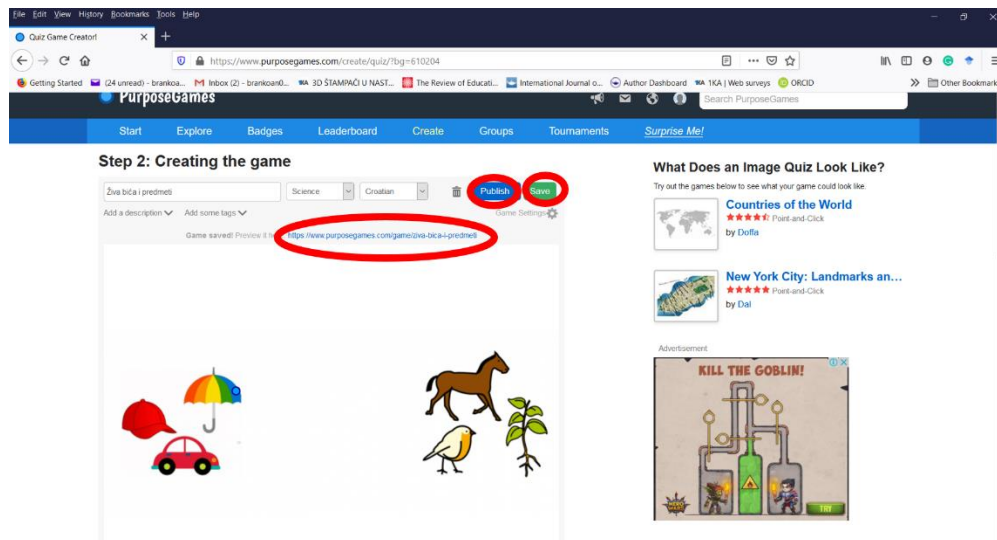 File Edit View History Bookmarks Tools Help
Quiz Game Creator!
https://www.purposegames.com/create/quiz/?bg=610204
Getting Started (24 unread) - brankoa... Inbox (2) - brankoan0... 3D ŠTAMPAČI U NAST... The Review of Educati... International Journal o... Author Dashboard 1KA | Web surveys ORCID Other Bookmark
PurposeGames Search PurposeGames
Start Explore Badges Leaderboard Create Groups Tournaments Surprise Me!
Step 2: Creating the game
Živa bića i predmeti Science Croatian Publish Save
Add a description Add some tags Game Settings
Game saved! Preview it https://www.purposegames.com/game/ziva-bica-i-predmeti
What Does an Image Quiz Look Like?
Try out the games below to see what your game could look like.
Countries of the World
Point-and-Click
by Doffa
New York City: Landmarks an...
Point-and-Click
by Dal
Advertisement
KILL THE GOBLIN!
HERO WARS
TRY